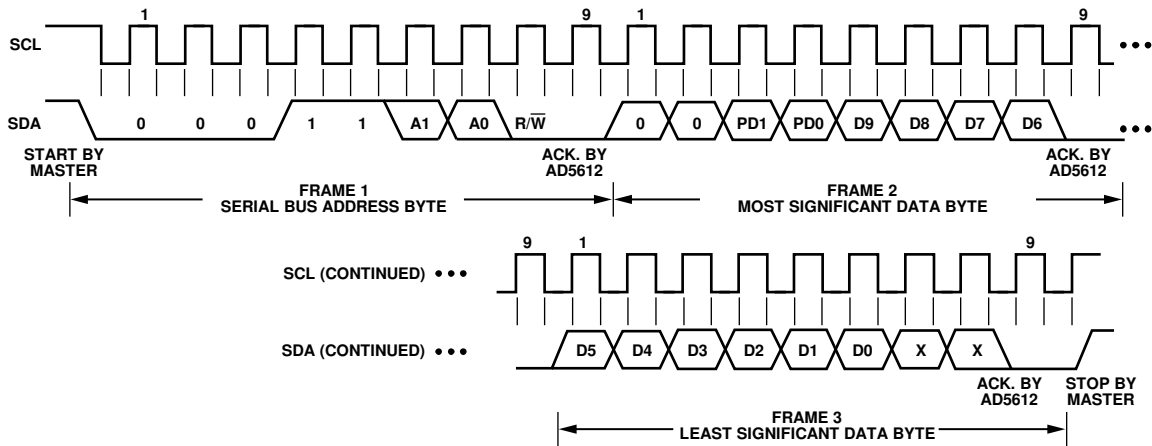 1 9 1 9
SCL
SDA 0 0 0 1 1 A1 A0 R/W̅ 0 0 PD1 PD0 D9 D8 D7 D6
START BY
MASTER
ACK. BY
AD5612
ACK. BY
AD5612
FRAME 1
SERIAL BUS ADDRESS BYTE
FRAME 2
MOST SIGNIFICANT DATA BYTE
9 1 9
SCL (CONTINUED)
SDA (CONTINUED) D5 D4 D3 D2 D1 D0 X X
ACK. BY
AD5612
STOP BY
MASTER
FRAME 3
LEAST SIGNIFICANT DATA BYTE